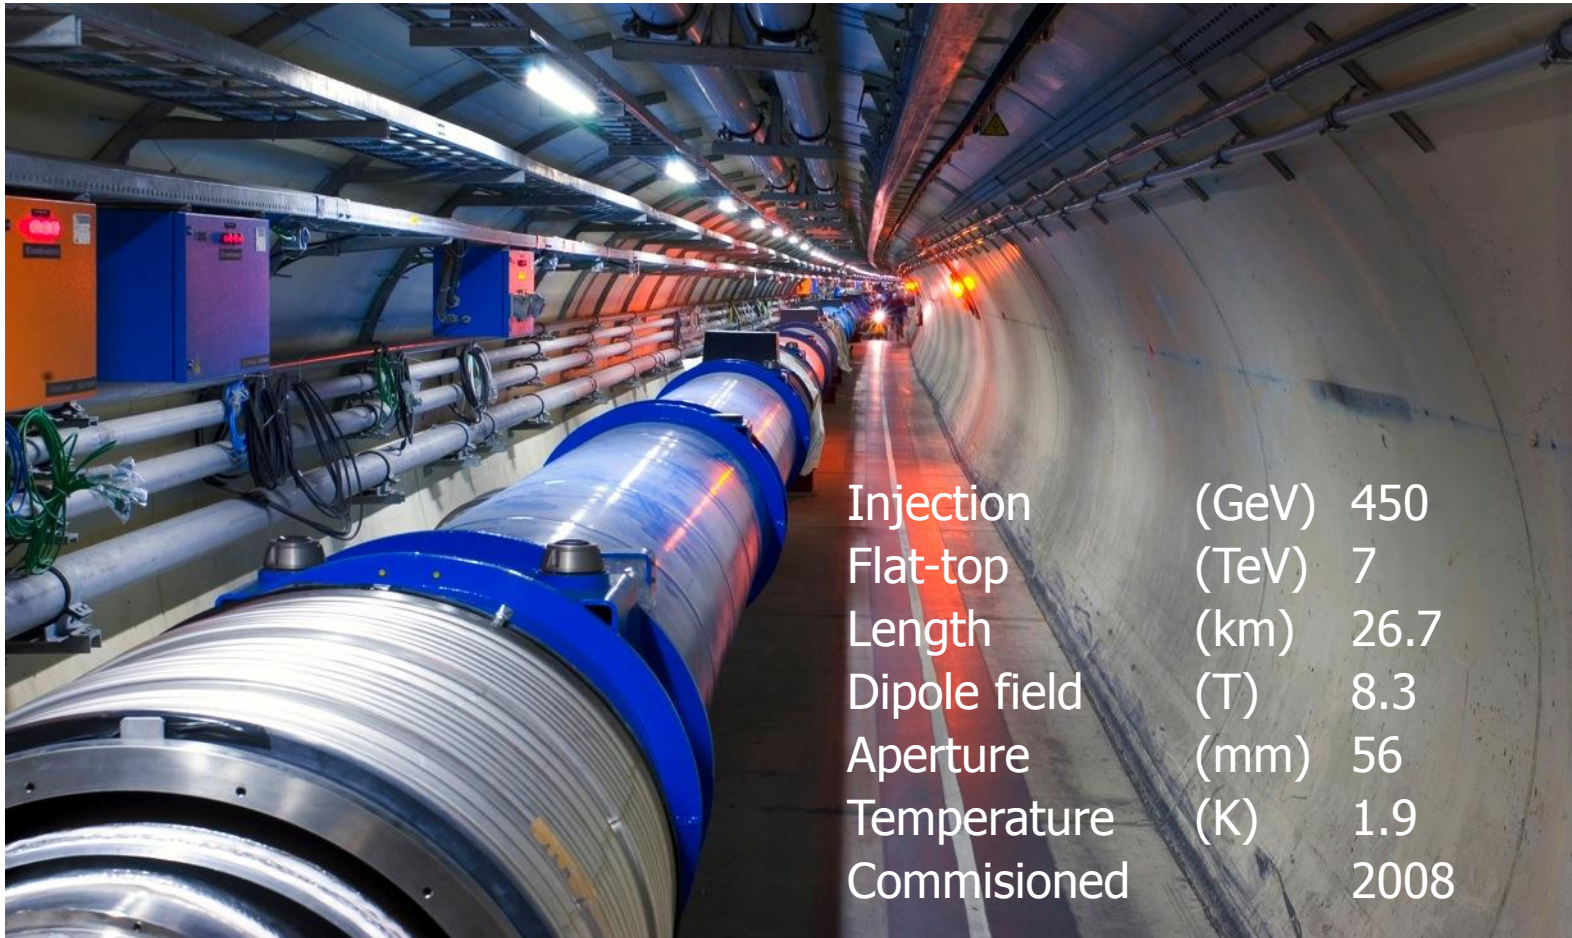 Injection (GeV) 450
Flat-top (TeV) 7
Length (km) 26.7
Dipole field (T) 8.3
Aperture (mm) 56
Temperature (K) 1.9
Commisioned 2008